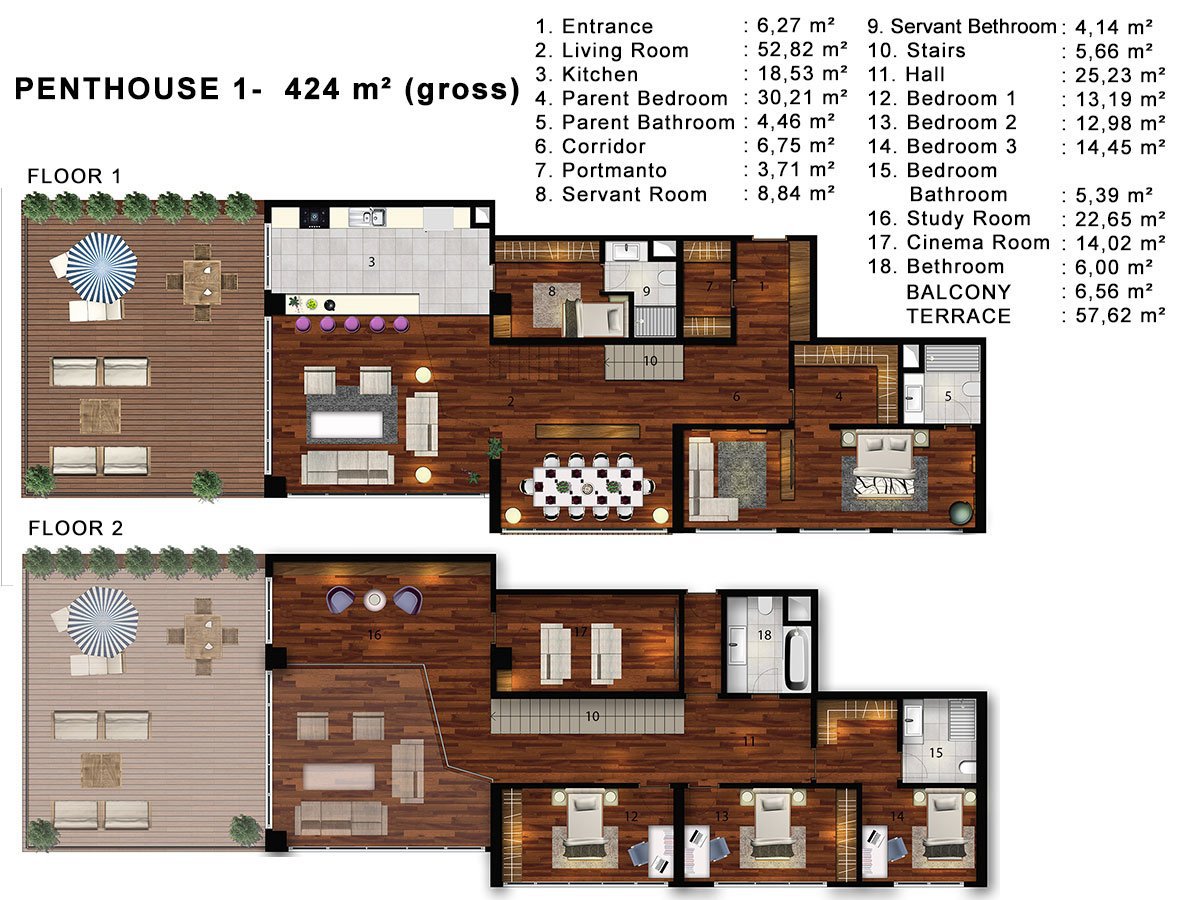 PENTHOUSE 1- 424 m² (gross)
1. Entrance : 6,27 m²
2. Living Room : 52,82 m²
3. Kitchen : 18,53 m²
4. Parent Bedroom : 30,21 m²
5. Parent Bathroom : 4,46 m²
6. Corridor : 6,75 m²
7. Portmanto : 3,71 m²
8. Servant Room : 8,84 m²
9. Servant Bethroom : 4,14 m²
10. Stairs : 5,66 m²
11. Hall : 25,23 m²
12. Bedroom 1 : 13,19 m²
13. Bedroom 2 : 12,98 m²
14. Bedroom 3 : 14,45 m²
15. Bedroom
Bathroom : 5,39 m²
16. Study Room : 22,65 m²
17. Cinema Room : 14,02 m²
18. Bethroom : 6,00 m²
BALCONY : 6,56 m²
TERRACE : 57,62 m²
FLOOR 1
3
8
9
7
1
10
2
6
4
5
FLOOR 2
16
17
18
10
11
15
12
13
14